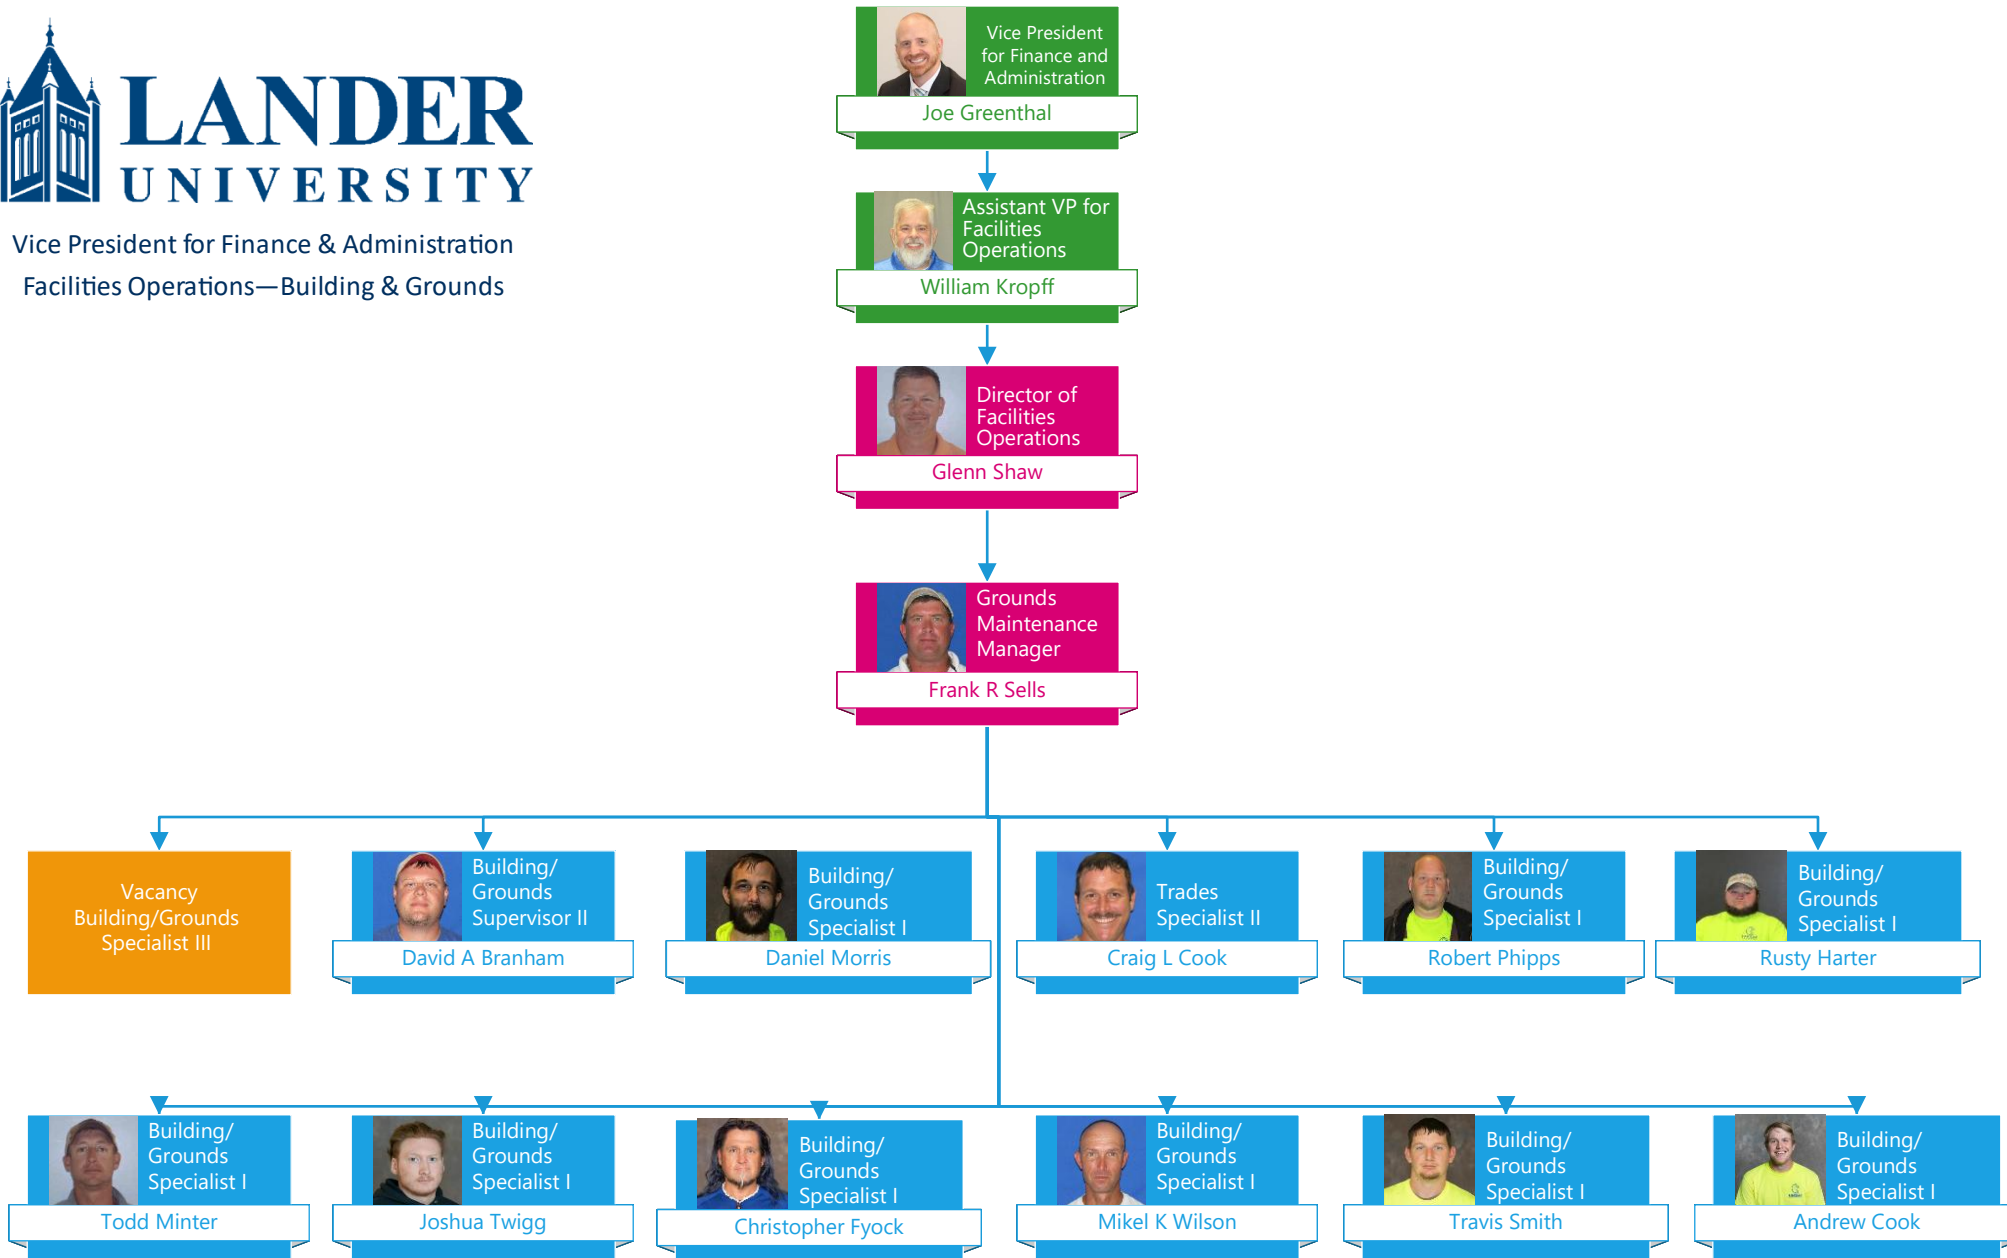 LANDER
UNIVERSITY
Vice President for Finance & Administration
Facilities Operations—Building & Grounds
Vice President
for Finance and
Administration
Joe Greenthal
Assistant VP for
Facilities
Operations
William Kropff
Director of
Facilities
Operations
Glenn Shaw
Grounds
Maintenance
Manager
Frank R Sells
Vacancy
Building/Grounds
Specialist III
Building/
Grounds
Supervisor II
David A Branham
Building/
Grounds
Specialist I
Daniel Morris
Trades
Specialist II
Craig L Cook
Building/
Grounds
Specialist I
Robert Phipps
Building/
Grounds
Specialist I
Rusty Harter
Building/
Grounds
Specialist I
Todd Minter
Building/
Grounds
Specialist I
Joshua Twigg
Building/
Grounds
Specialist I
Christopher Fyock
Building/
Grounds
Specialist I
Mikel K Wilson
Building/
Grounds
Specialist I
Travis Smith
Building/
Grounds
Specialist I
Andrew Cook